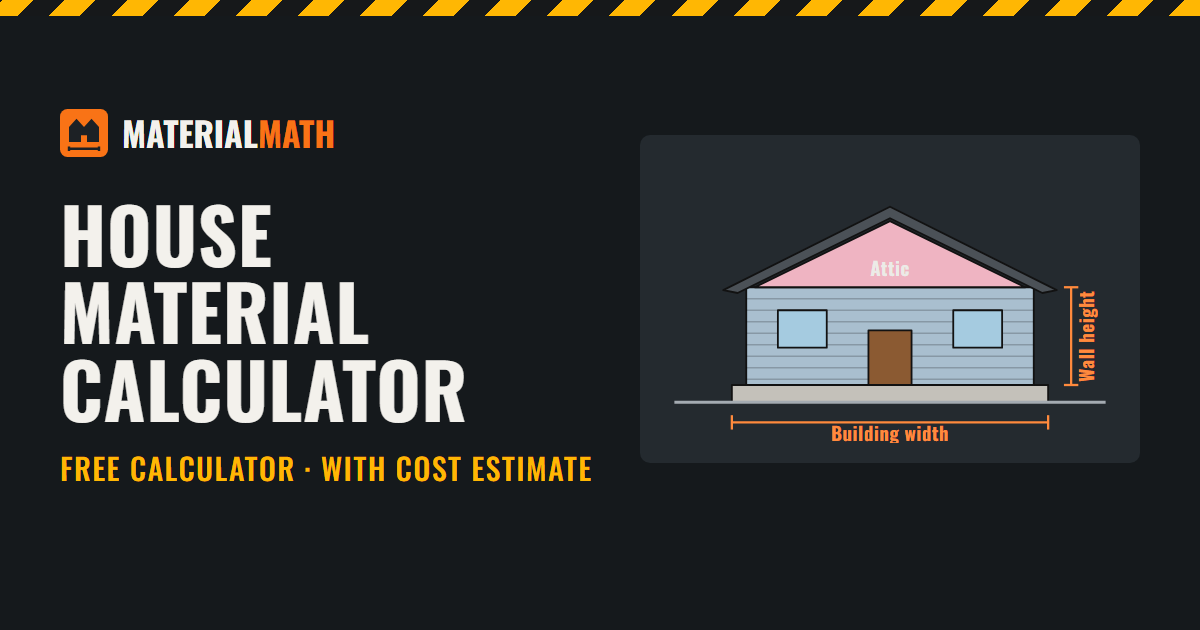 MATERIALMATH
HOUSE
MATERIAL
CALCULATOR
FREE CALCULATOR · WITH COST ESTIMATE
Attic
Wall height
Building width